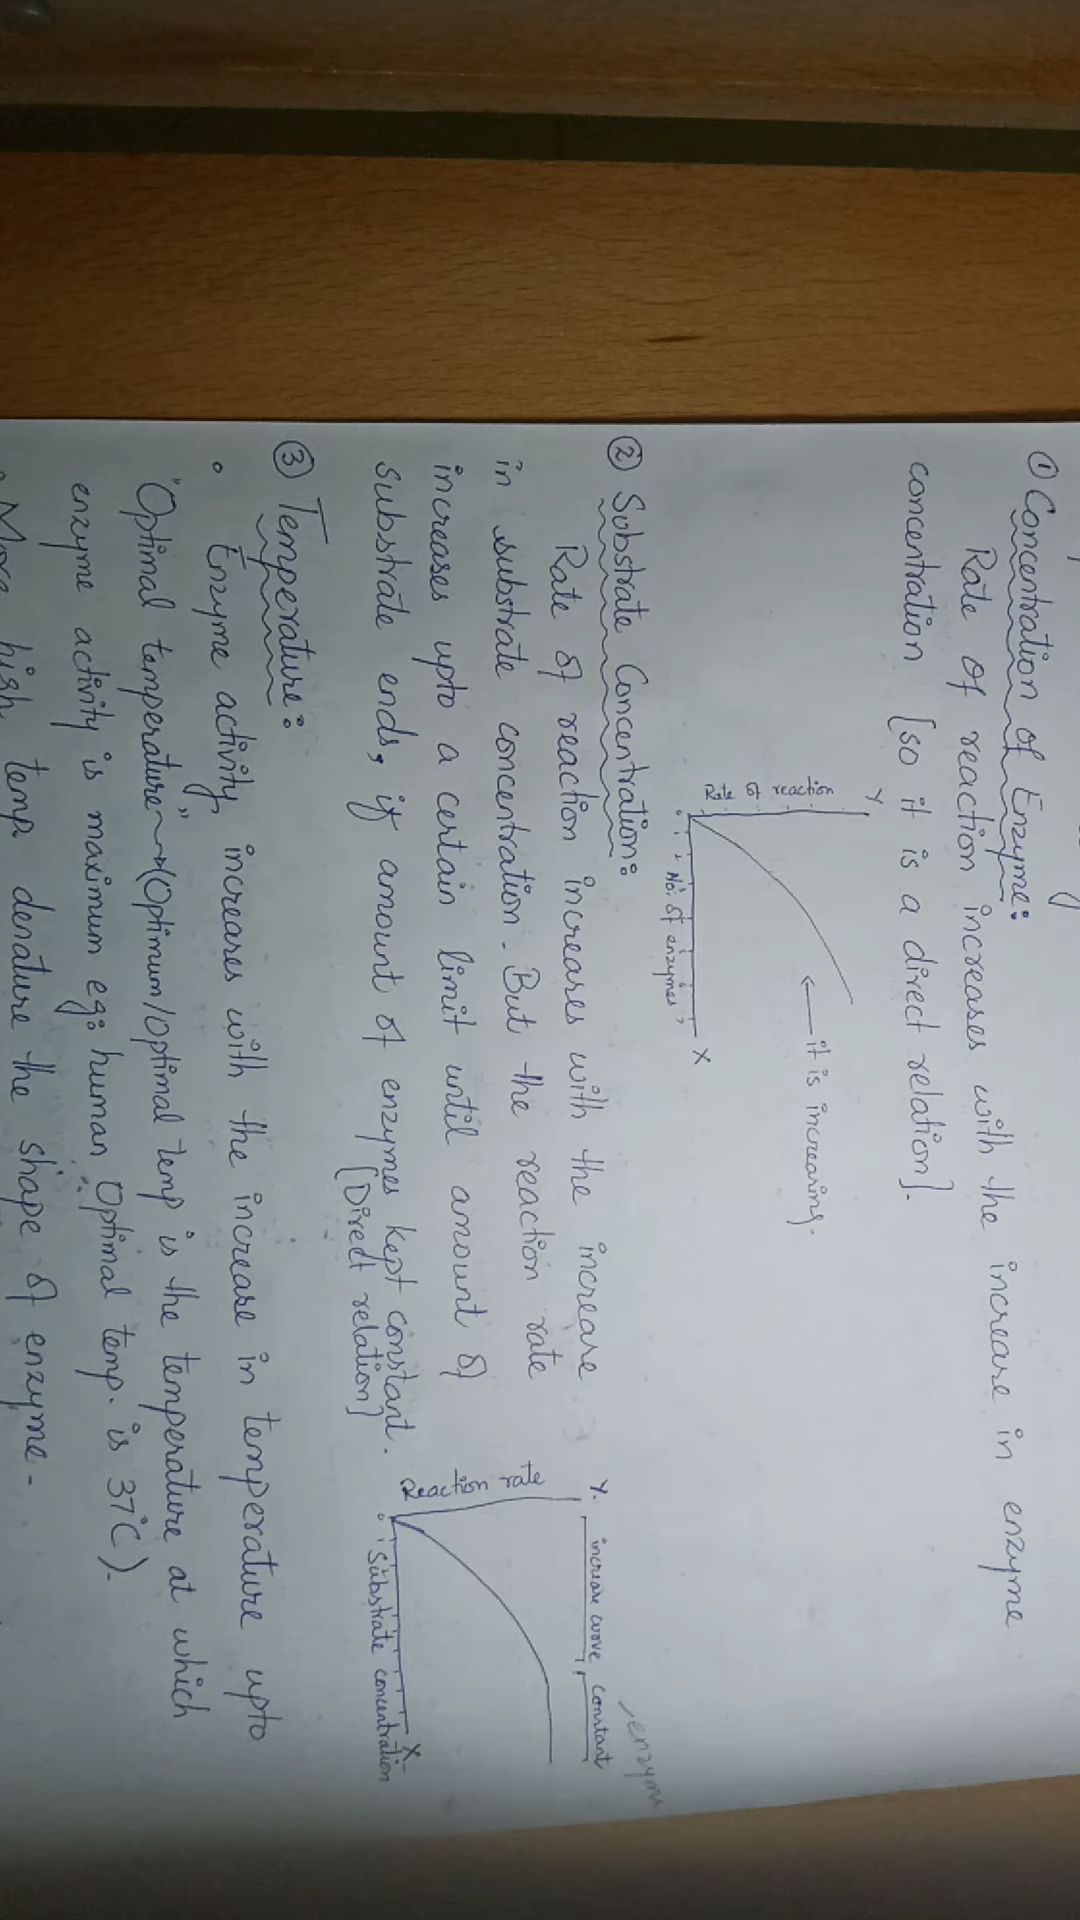 ① Concentration of Enzyme:
Rate of reaction increases with the increase in enzyme
concentration [so it is a direct relation].
Y
Rate of reaction
← it is increasing.
0
No: of enzymes
X
② Substrate Concentration:
Rate of reaction increases with the increase
in substrate concentration. But the reaction rate
increases upto a certain limit until amount of
substrate ends, if amount of enzymes kept constant.
[Direct relation]
enzyme
Y.
increase wove
constant
Reaction rate
0
X-
Substrate concentration
③ Temperature:
• Enzyme activity, increases with the increase in temperature upto
"Optimal temperature" → (Optimum/Optimal temp is the temperature at which
enzyme activity is maximum eg: human Optimal temp. is 37°C).
• More high temp denature the shape of enzyme -